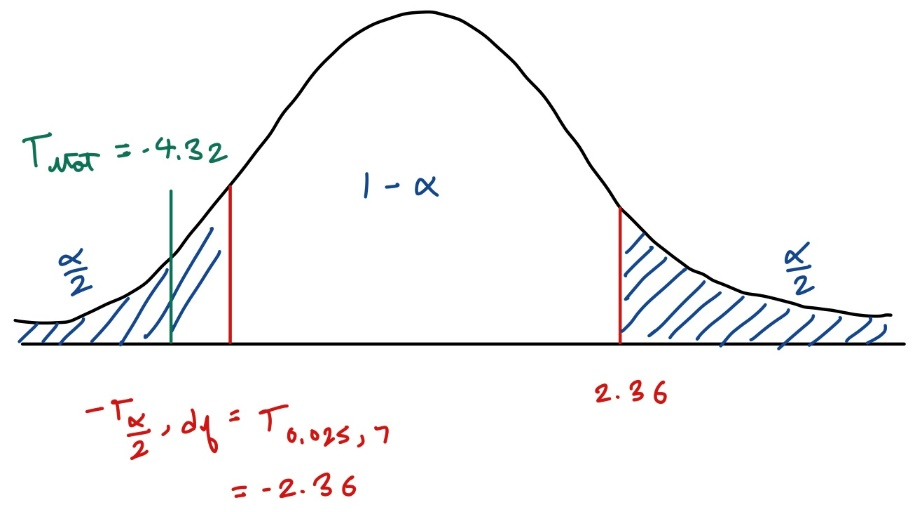 T_stat = -4.32
1 - α
α/2
α/2
2.36
-T_α/2, df = T_0.025, 7
= -2.36